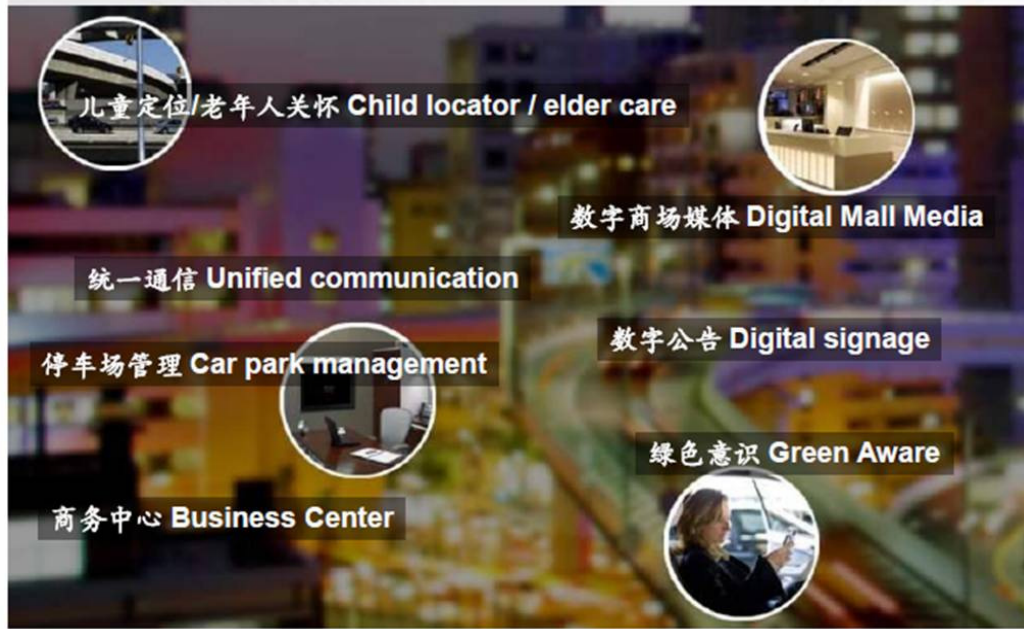 儿童定位/老年人关怀 Child locator / elder care
数字商场媒体 Digital Mall Media
统一通信 Unified communication
数字公告 Digital signage
停车场管理 Car park management
绿色意识 Green Aware
商务中心 Business Center